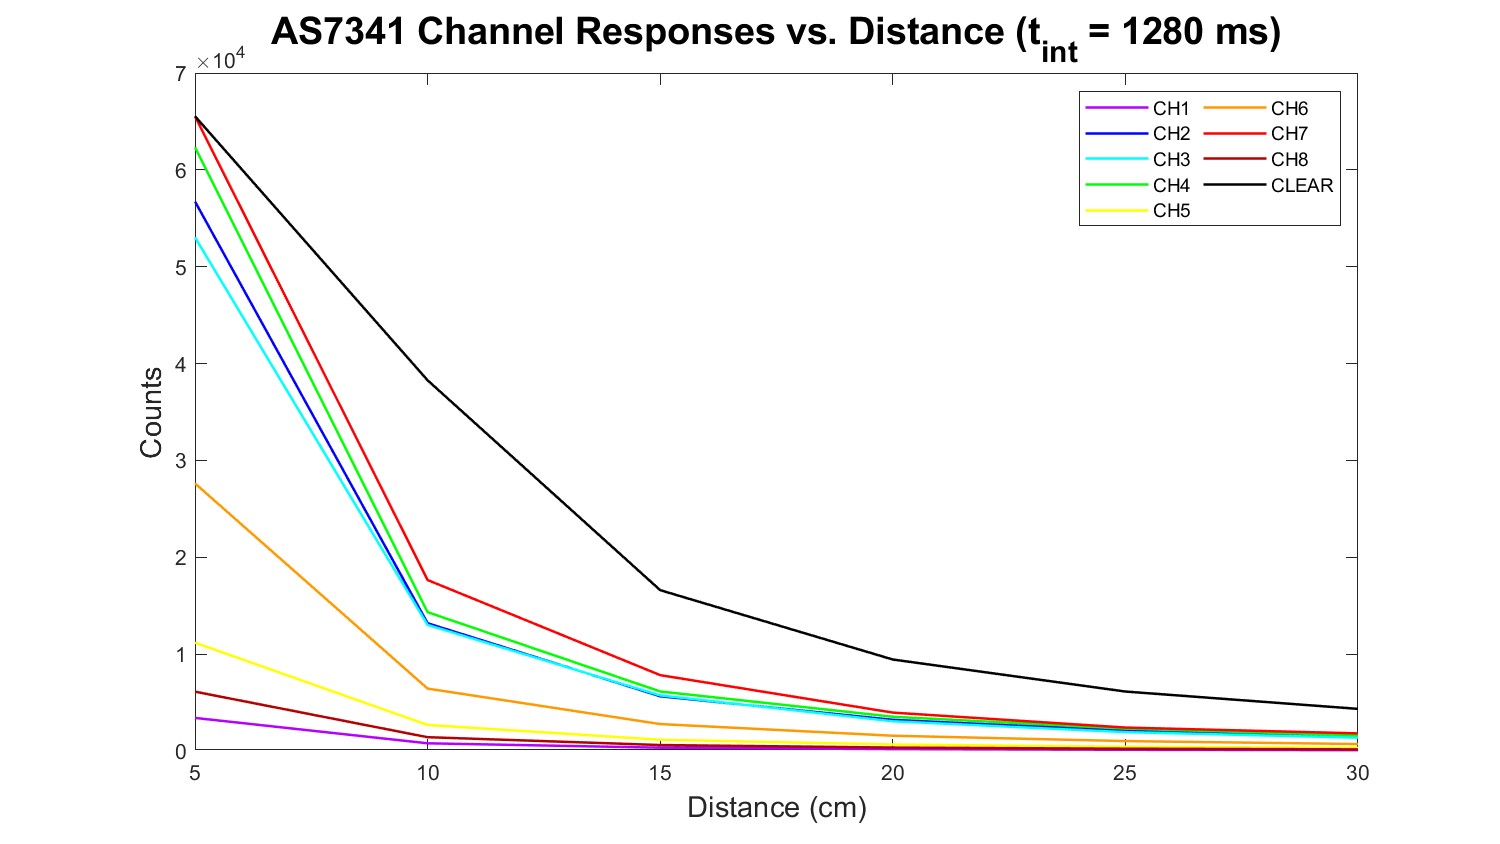 AS7341 Channel Responses vs. Distance (t_int = 1280 ms)
×10^4
7
6
5
4
3
2
1
0
Counts
5 10 15 20 25 30
Distance (cm)
CH1 CH6
CH2 CH7
CH3 CH8
CH4 CLEAR
CH5